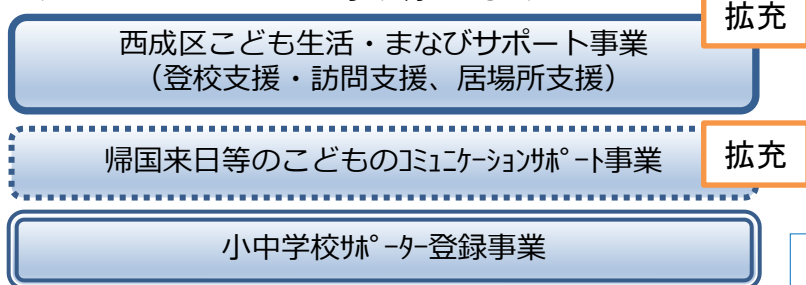 拡充
西成区こども生活・まなびサポート事業
（登校支援・訪問支援、居場所支援）
拡充
帰国来日等のこどものｺﾐｭﾆｹｰｼｮﾝｻﾎﾟｰﾄ事業
小中学校ｻﾎﾟｰﾀｰ登録事業